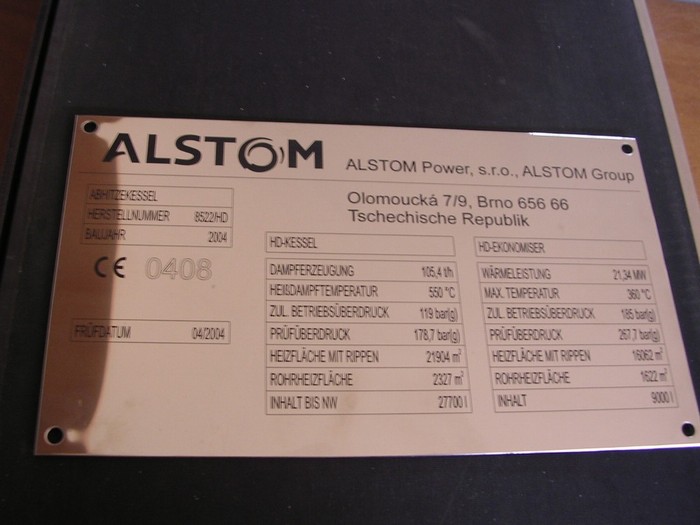 ALSTOM
ALSTOM Power, s.r.o., ALSTOM Group
Olomoucká 7/9, Brno 656 66
Tschechische Republik
ABHITZEKESSEL
HERSTELLNUMMER 8522/HD
BAUJAHR 2004
CE 0408
PRÜFDATUM 04/2004
HD-KESSEL
DAMPFERZEUGUNG 105,4 t/h
HEIßDAMPFTEMPERATUR 550 °C
ZUL. BETRIEBSÜBERDRUCK 119 bar(g)
PRÜFÜBERDRUCK 178,7 bar(g)
HEIZFLÄCHE MIT RIPPEN 21904 m²
ROHRHEIZFLÄCHE 2327 m²
INHALT BIS NW 27700 l
HD-EKONOMISER
WÄRMELEISTUNG 21,34 MW
MAX. TEMPERATUR 360 °C
ZUL. BETRIEBSÜBERDRUCK 185 bar(g)
PRÜFÜBERDRUCK 267,7 bar(g)
HEIZFLÄCHE MIT RIPPEN 16062 m²
ROHRHEIZFLÄCHE 1622 m²
INHALT 9000 l